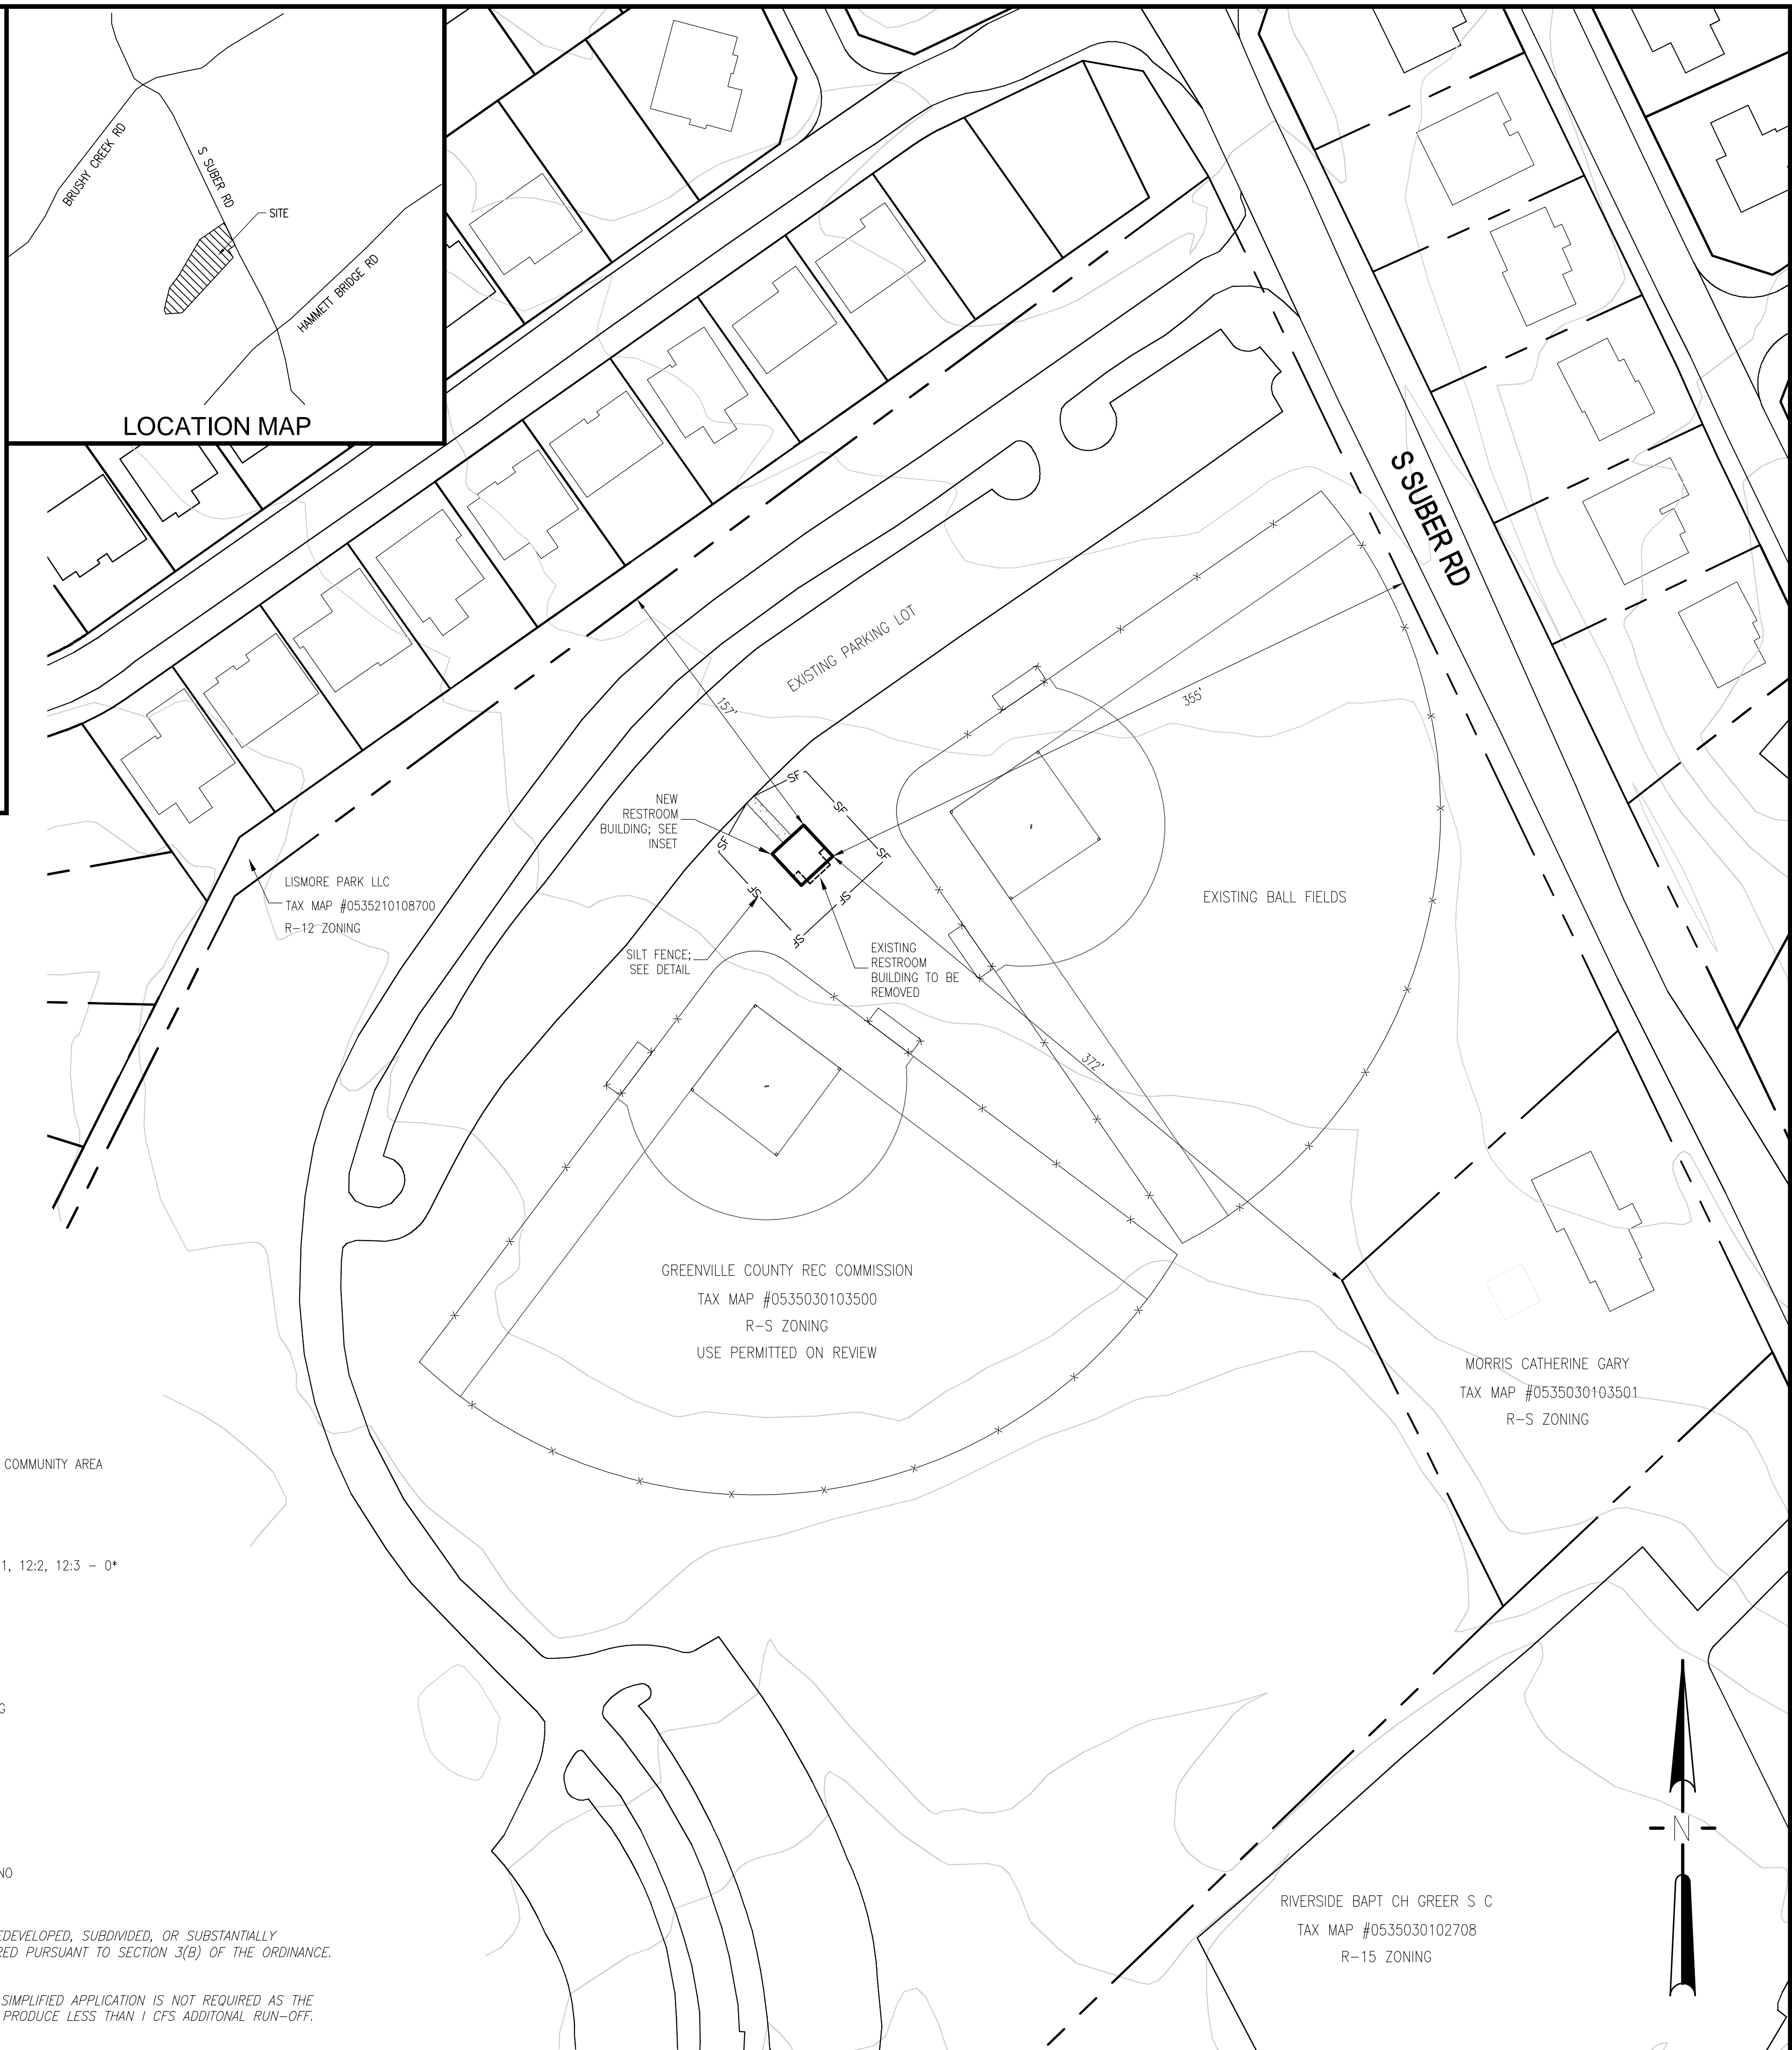 BRUSHY CREEK RD
S SUBER RD
SITE
HAMMETT BRIDGE RD
LOCATION MAP
S SUBER RD
EXISTING PARKING LOT
157'
355'
SF
SF
SF
SF
SF
SF
SF
NEW
RESTROOM
BUILDING; SEE
INSET
LISMORE PARK LLC
TAX MAP #0535210108700
R-12 ZONING
EXISTING BALL FIELDS
SILT FENCE;
SEE DETAIL
EXISTING
RESTROOM
BUILDING TO BE
REMOVED
372'
GREENVILLE COUNTY REC COMMISSION
TAX MAP #0535030103500
R-S ZONING
USE PERMITTED ON REVIEW
MORRIS CATHERINE GARY
TAX MAP #0535030103501
R-S ZONING
COMMUNITY AREA
1, 12:2, 12:3 - 0*
G
NO
EDEVELOPED, SUBDIVIDED, OR SUBSTANTIALLY
RED PURSUANT TO SECTION 3(B) OF THE ORDINANCE.
SIMPLIFIED APPLICATION IS NOT REQUIRED AS THE
PRODUCE LESS THAN 1 CFS ADDITONAL RUN-OFF.
N
RIVERSIDE BAPT CH GREER S C
TAX MAP #0535030102708
R-15 ZONING